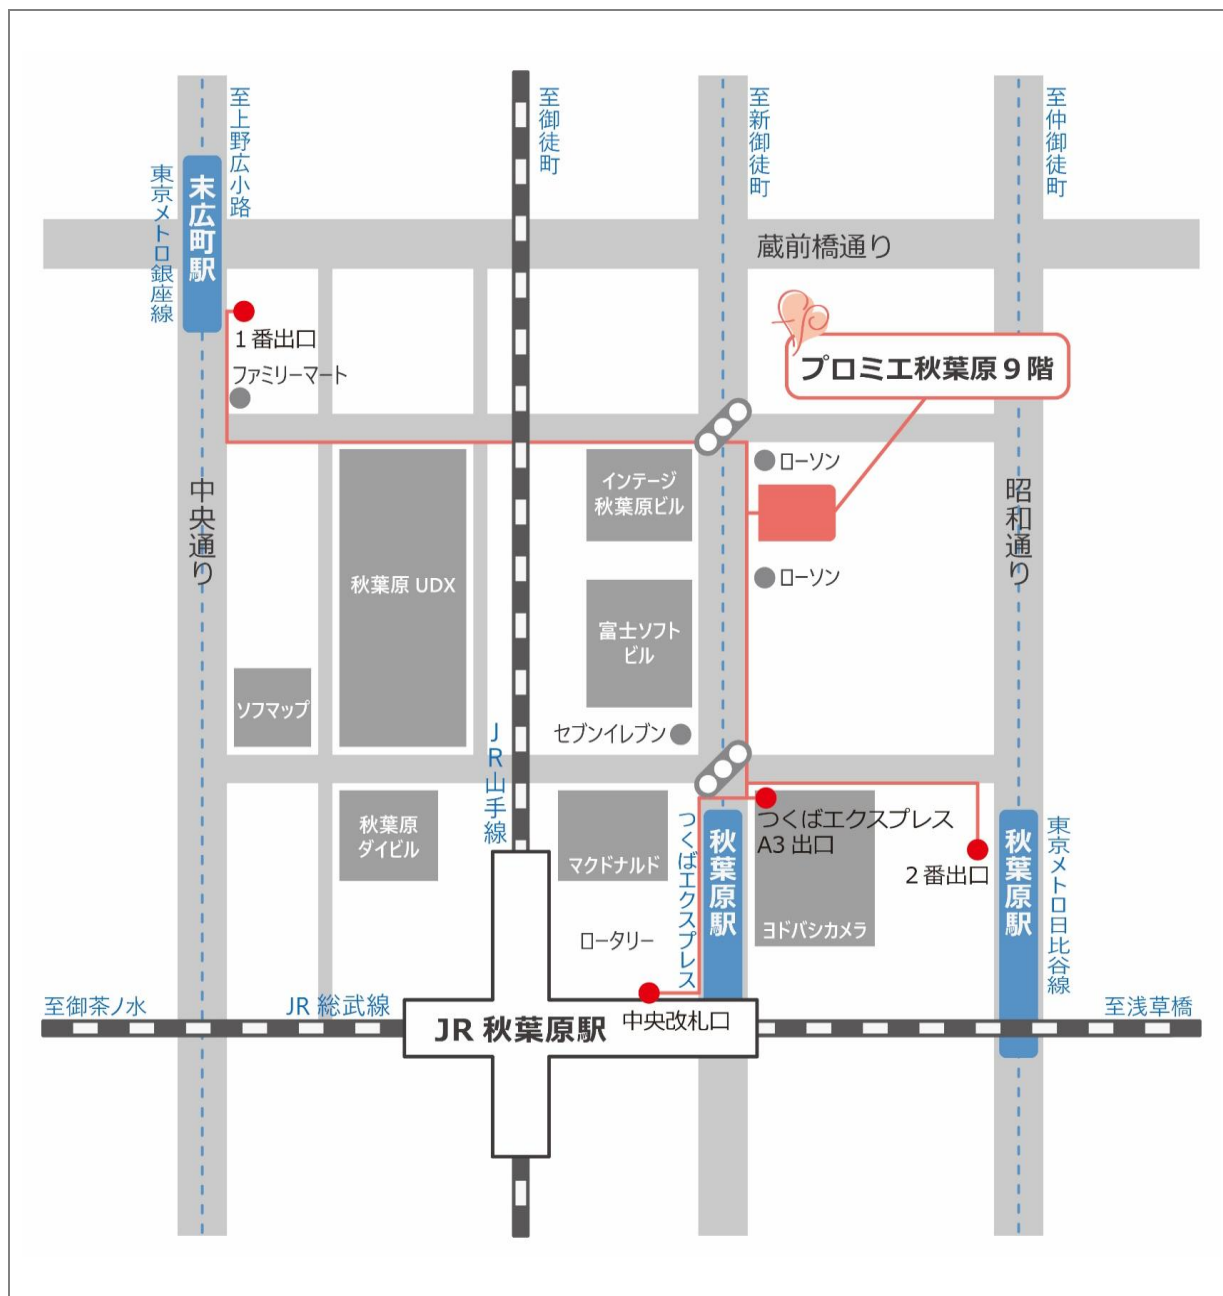 至上野広小路
末広町駅
東京メトロ銀座線
至御徒町
至新御徒町
至仲御徒町
蔵前橋通り
1番出口
ファミリーマート
プロミエ秋葉原9階
中央通り
昭和通り
インテージ
秋葉原ビル
ローソン
ローソン
秋葉原 UDX
富士ソフト
ビル
ソフマップ
セブンイレブン
JR山手線
秋葉原
ダイビル
マクドナルド
つくばエクスプレス
秋葉原駅
つくばエクスプレス
A3 出口
ヨドバシカメラ
2番出口
秋葉原駅
東京メトロ日比谷線
ロータリー
至御茶ノ水
JR 総武線
JR 秋葉原駅
中央改札口
至浅草橋